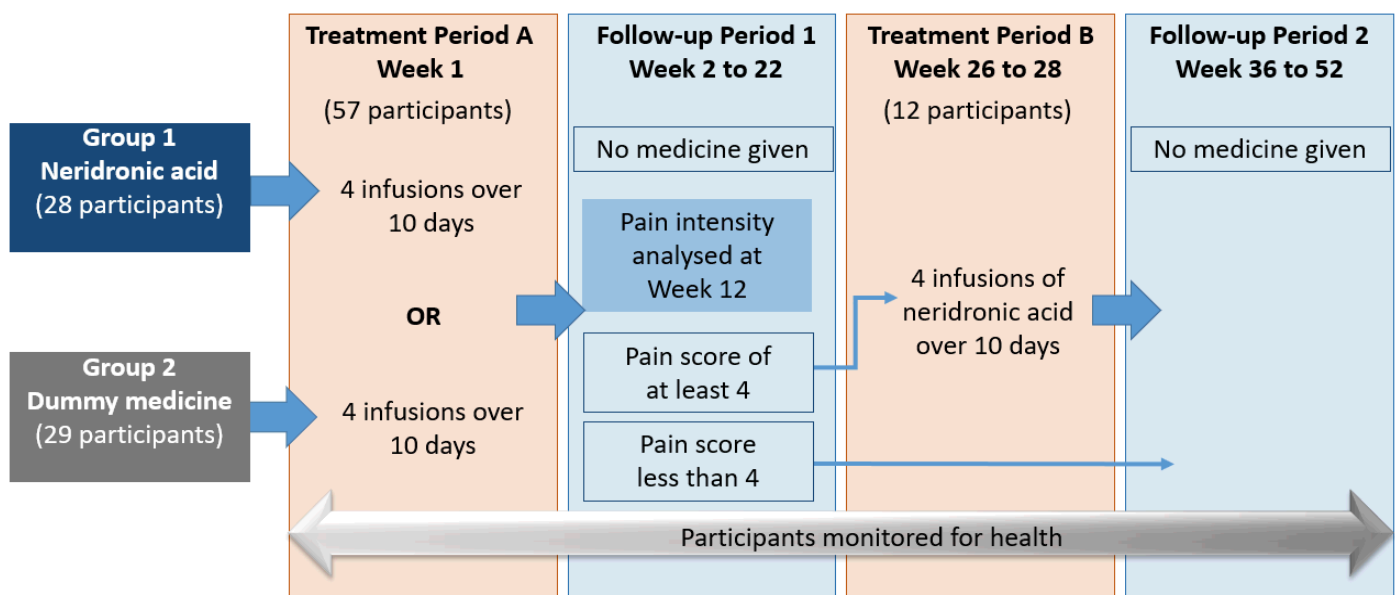 Group 1
Neridronic acid
(28 participants)
Group 2
Dummy medicine
(29 participants)
Treatment Period A
Week 1
(57 participants)
4 infusions over
10 days
OR
4 infusions over
10 days
Follow-up Period 1
Week 2 to 22
No medicine given
Pain intensity
analysed at
Week 12
Pain score of
at least 4
Pain score
less than 4
Treatment Period B
Week 26 to 28
(12 participants)
4 infusions of
neridronic acid
over 10 days
Follow-up Period 2
Week 36 to 52
No medicine given
Participants monitored for health